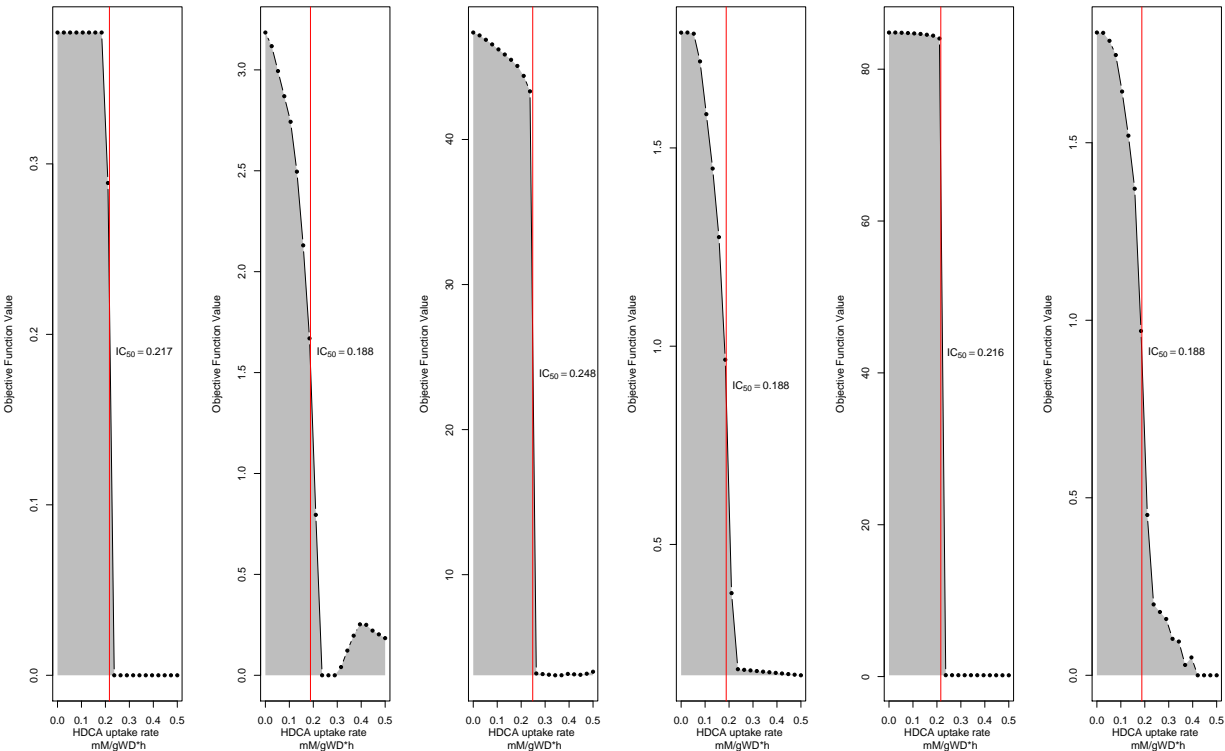 Objective Function Value
0.3
0.2
0.1
0.0
IC50 = 0.217
0.0 0.1 0.2 0.3 0.4 0.5
HDCA uptake rate
mM/gWD*h
Objective Function Value
3.0
2.5
2.0
1.5
1.0
0.5
0.0
IC50 = 0.188
0.0 0.1 0.2 0.3 0.4 0.5
HDCA uptake rate
mM/gWD*h
Objective Function Value
40
30
20
10
IC50 = 0.248
0.0 0.1 0.2 0.3 0.4 0.5
HDCA uptake rate
mM/gWD*h
Objective Function Value
1.5
1.0
0.5
IC50 = 0.188
0.0 0.1 0.2 0.3 0.4 0.5
HDCA uptake rate
mM/gWD*h
Objective Function Value
80
60
40
20
0
IC50 = 0.216
0.0 0.1 0.2 0.3 0.4 0.5
HDCA uptake rate
mM/gWD*h
Objective Function Value
1.5
1.0
0.5
0.0
IC50 = 0.188
0.0 0.1 0.2 0.3 0.4 0.5
HDCA uptake rate
mM/gWD*h